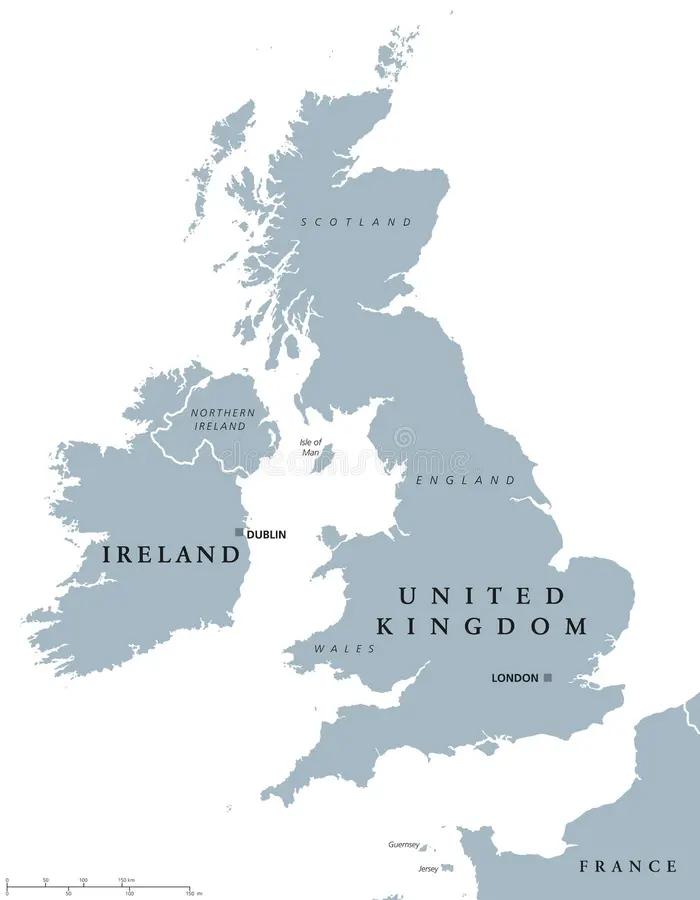 SCOTLAND
NORTHERN
IRELAND
Isle of
Man
dreamstime
ENGLAND
DUBLIN
IRELAND
UNITED
KINGDOM
WALES
LONDON
Guernsey
Jersey
FRANCE
0 50 100 150 km
0 50 100 150 mi